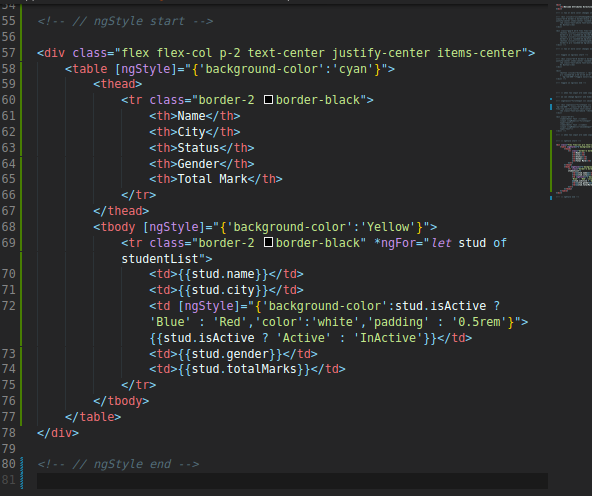 54
55 <!-- // ngStyle start -->
56
57 <div class="flex flex-col p-2 text-center justify-center items-center">
58 <table [ngStyle]="{'background-color':'cyan'}">
59 <thead>
60 <tr class="border-2 border-black">
61 <th>Name</th>
62 <th>City</th>
63 <th>Status</th>
64 <th>Gender</th>
65 <th>Total Mark</th>
66 </tr>
67 </thead>
68 <tbody [ngStyle]="{'background-color':'Yellow'}">
69 <tr class="border-2 border-black" *ngFor="let stud of
studentList">
70 <td>{{stud.name}}</td>
71 <td>{{stud.city}}</td>
72 <td [ngStyle]="{'background-color':stud.isActive ?
'Blue' : 'Red','color':'white','padding' : '0.5rem'}">
{{stud.isActive ? 'Active' : 'InActive'}}</td>
73 <td>{{stud.gender}}</td>
74 <td>{{stud.totalMarks}}</td>
75 </tr>
76 </tbody>
77 </table>
78 </div>
79
80 <!-- // ngStyle end -->
81